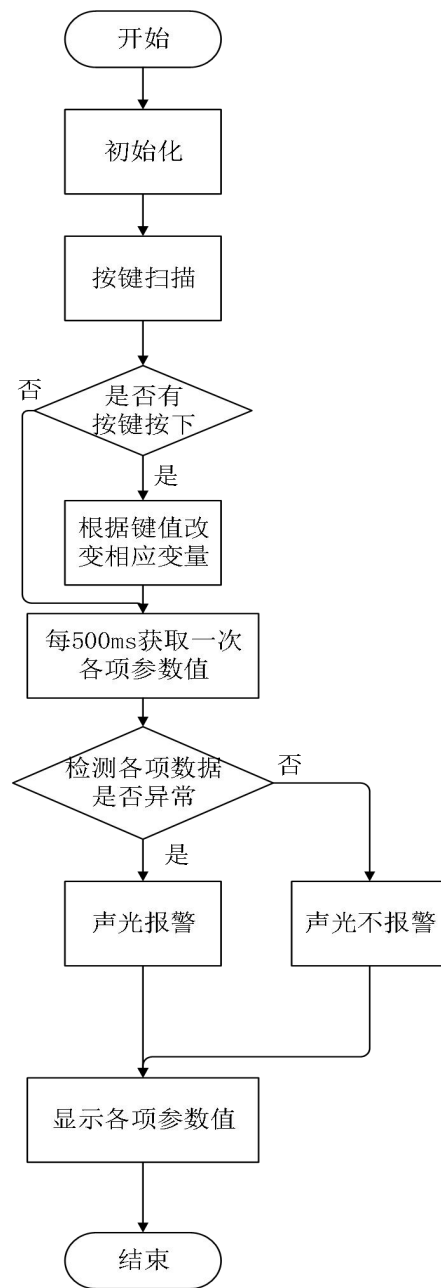 开始
初始化
按键扫描
否
是否有
按键按下
是
根据键值改
变相应变量
每500ms获取一次
各项参数值
检测各项数据
是否异常
否
是
声光报警
声光不报警
显示各项参数值
结束